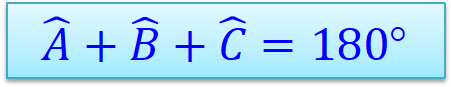 Â + B̂ + Ĉ = 180°